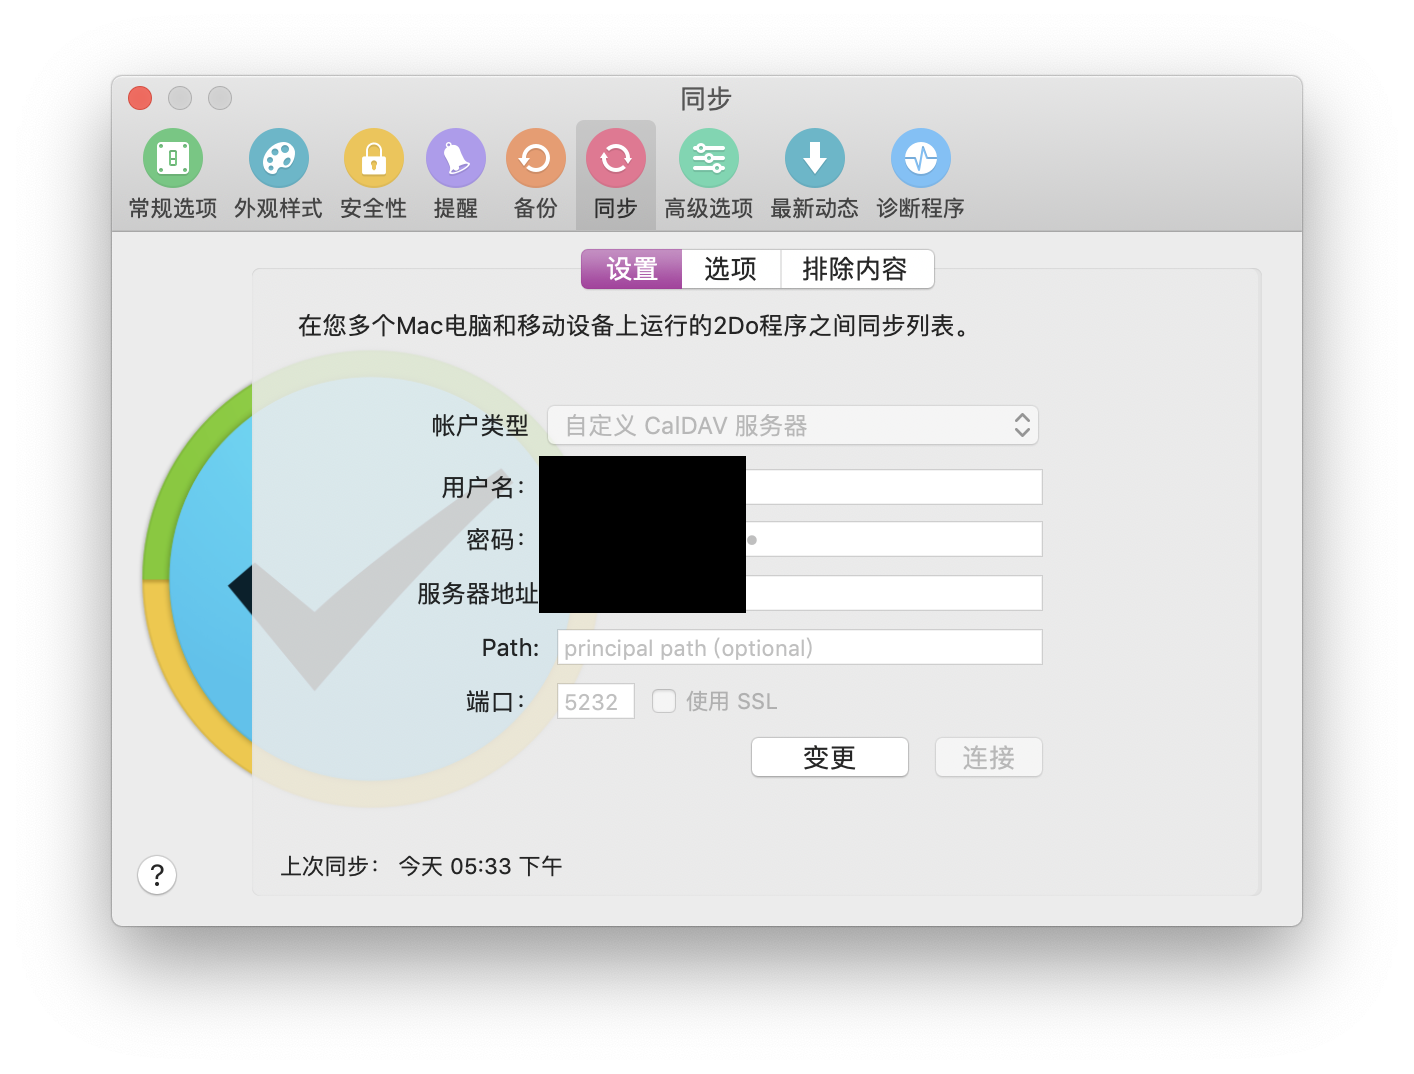 同步
常规选项 外观样式 安全性 提醒 备份 同步 高级选项 最新动态 诊断程序
设置 选项 排除内容
在您多个Mac电脑和移动设备上运行的2Do程序之间同步列表。
帐户类型 自定义 CalDAV 服务器
用户名：
密码：
服务器地址
Path: principal path (optional)
端口： 5232 使用 SSL
变更 连接
上次同步： 今天 05:33 下午
?